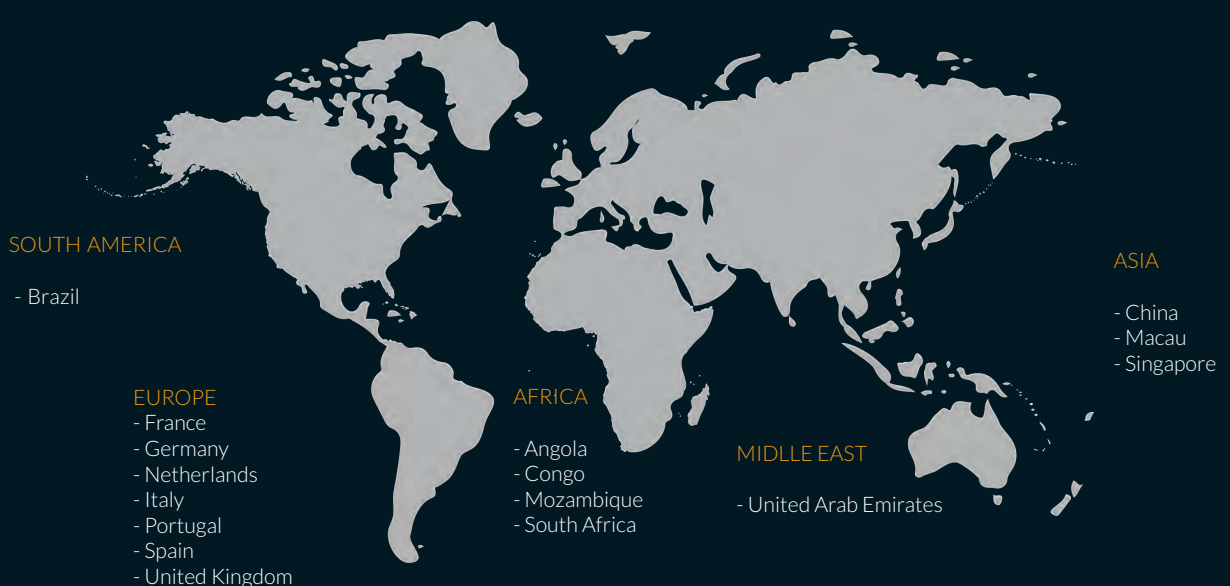 SOUTH AMERICA
- Brazil
EUROPE
- France
- Germany
- Netherlands
- Italy
- Portugal
- Spain
- United Kingdom
AFRICA
- Angola
- Congo
- Mozambique
- South Africa
MIDLLE EAST
- United Arab Emirates
ASIA
- China
- Macau
- Singapore